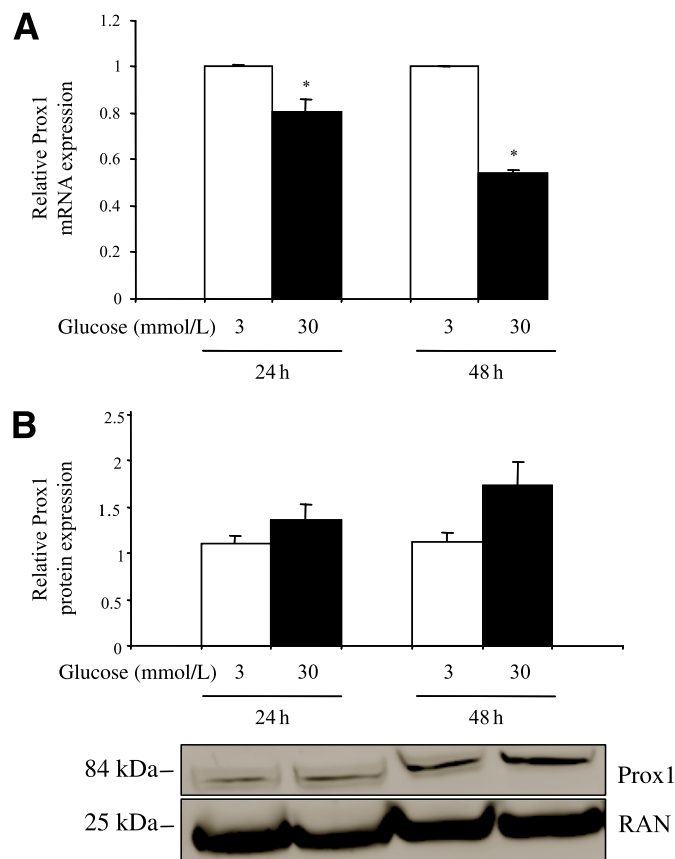 A
1.2
1
0.8
0.6
0.4
0.2
0
Relative Prox1
mRNA expression
*
*
Glucose (mmol/L) 3 30 3 30
24 h 48 h
B
2.5
2
1.5
1
0.5
0
Relative Prox1
protein expression
Glucose (mmol/L) 3 30 3 30
24 h 48 h
84 kDa– Prox1
25 kDa– RAN